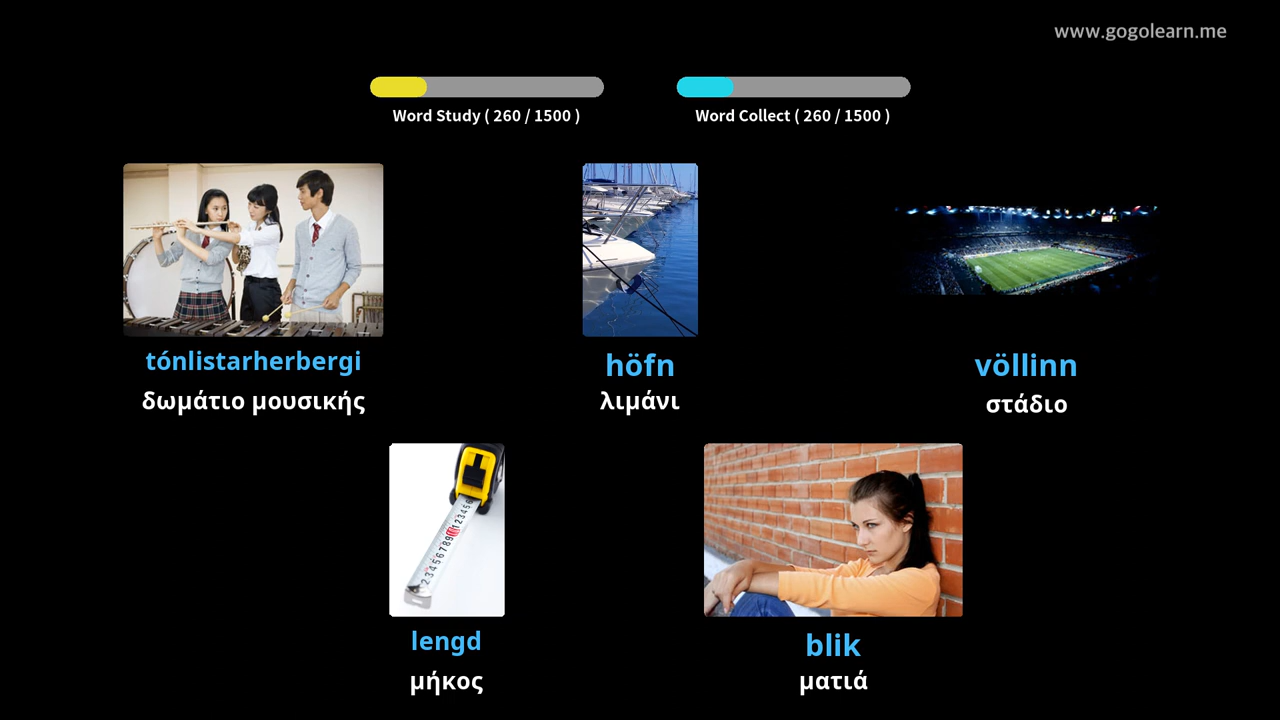 www.gogolearn.me
Word Study ( 260 / 1500 )
Word Collect ( 260 / 1500 )
tónlistarherbergi
δωμάτιο μουσικής
höfn
λιμάνι
völlinn
στάδιο
lengd
μήκος
blik
ματιά